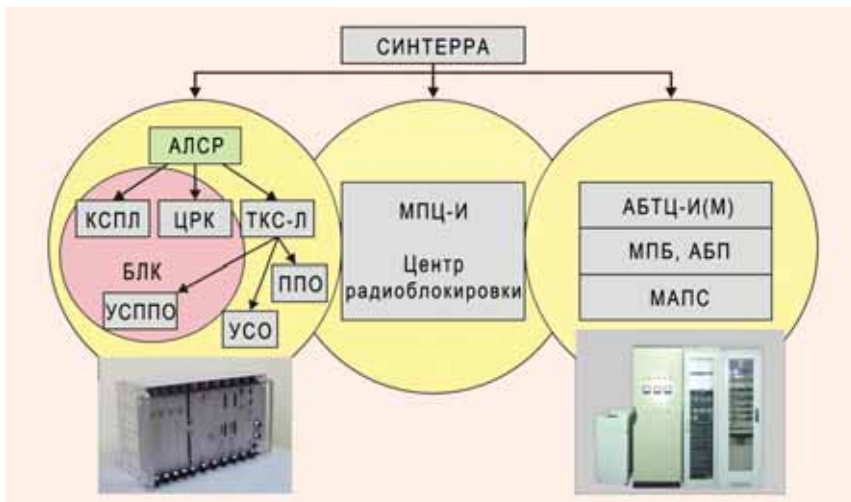 СИНТЕРРА
АЛСР
КСПЛ
ЦРК
ТКС-Л
БЛК
ППО
УСППО
УСО
МПЦ-И
Центр
радиоблокировки
АБТЦ-И(М)
МПБ, АБП
МАПС